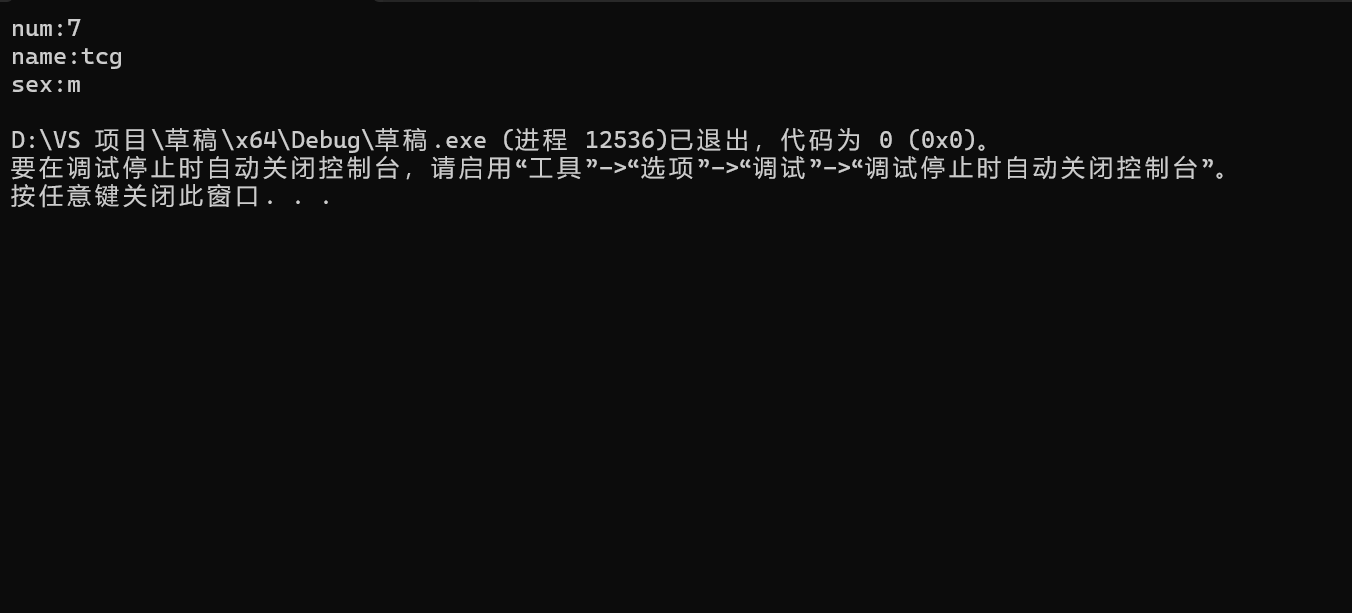 num:7
name:tcg
sex:m
D:\VS 项目\草稿\x64\Debug\草稿.exe (进程 12536)已退出，代码为 0 (0x0)。
要在调试停止时自动关闭控制台，请启用“工具”->“选项”->“调试”->“调试停止时自动关闭控制台”。
按任意键关闭此窗口. . .